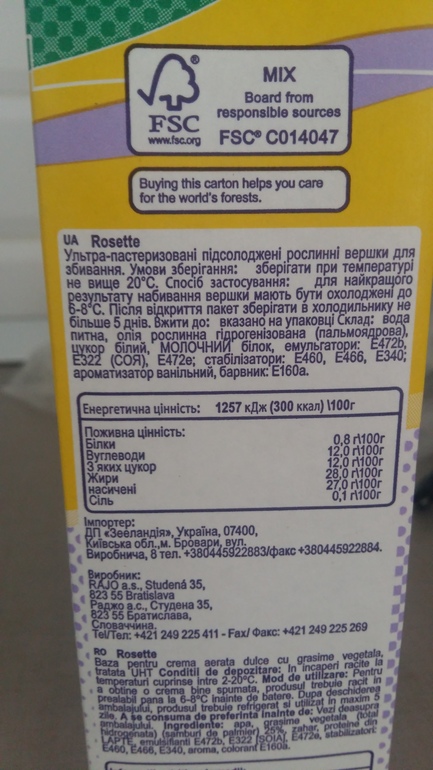 MIX
Board from
responsible sources
FSC® C014047
®
FSC
www.fsc.org
Buying this carton helps you care
for the world's forests.
UA Rosette
Ультра-пастеризовані підсолоджені рослинні вершки для
збивання. Умови зберігання: зберігати при температурі
не вище 20°С. Спосіб застосування: для найкращого
результату набивання вершки мають бути охолоджені до
6-8°С. Після відкриття пакет зберігати в холодильнику не
більше 5 днів. Вжити до: вказано на упаковці Склад: вода
питна, олія рослинна гідрогенізована (пальмоядрова),
цукор білий, МОЛОЧНИЙ білок, емульгатори: Е472b,
Е322 (СОЯ), Е472е; стабілізатори: Е460, Е466, Е340;
ароматизатор ванільний, барвник: Е160а.
Енергетична цінність: 1257 кДж (300 ккал) \100г
Поживна цінність:
Білки 0,8 г\100г
Вуглеводи 12,0 г\100г
З яких цукор 12,0 г\100г
Жири 28,0 г\100г
насичені 27,0 г\100г
Сіль 0,1 г\100г
Імпортер:
ДП «Зееландія», Україна, 07400,
Київська обл.,м. Бровари, вул.
Виробнича, 8 тел. +380445922883/факс +380445922884.
Виробник:
RAJO a.s., Studená 35,
823 55 Bratislava
Раджо а.с., Студена 35,
823 55 Братислава,
Словаччина.
Tel/Тел: +421 249 225 411 - Fax/ Факс: +421 249 225 269
RO Rosette
Baza pentru crema aerata dulce cu grasime vegetala,
tratata UHT Conditii de depozitare: In incaperi racite la
temperaturi cuprinse intre 2-20°C. Mod de utilizare: Pentru
a obtine o crema bine spumata, produsul trebuie racit in
prealabil pana la 6-8°C inainte de batere. Dupa deschiderea
ambalajului, produsul trebuie refrigerat si utilizat in maxim 5
zile. A se consuma de preferinta inainte de: Vezi deasupra
ambalajului. Ingrediente: apa, grasime vegetala (total
hidrogenata) (samburi de palmier) 25%, zahar, proteine din
LAPTE, emulsifianti E472b, E322 (SOIA), E472e, stabilizatori:
E460, E466, E340, aroma, colorant E160a.